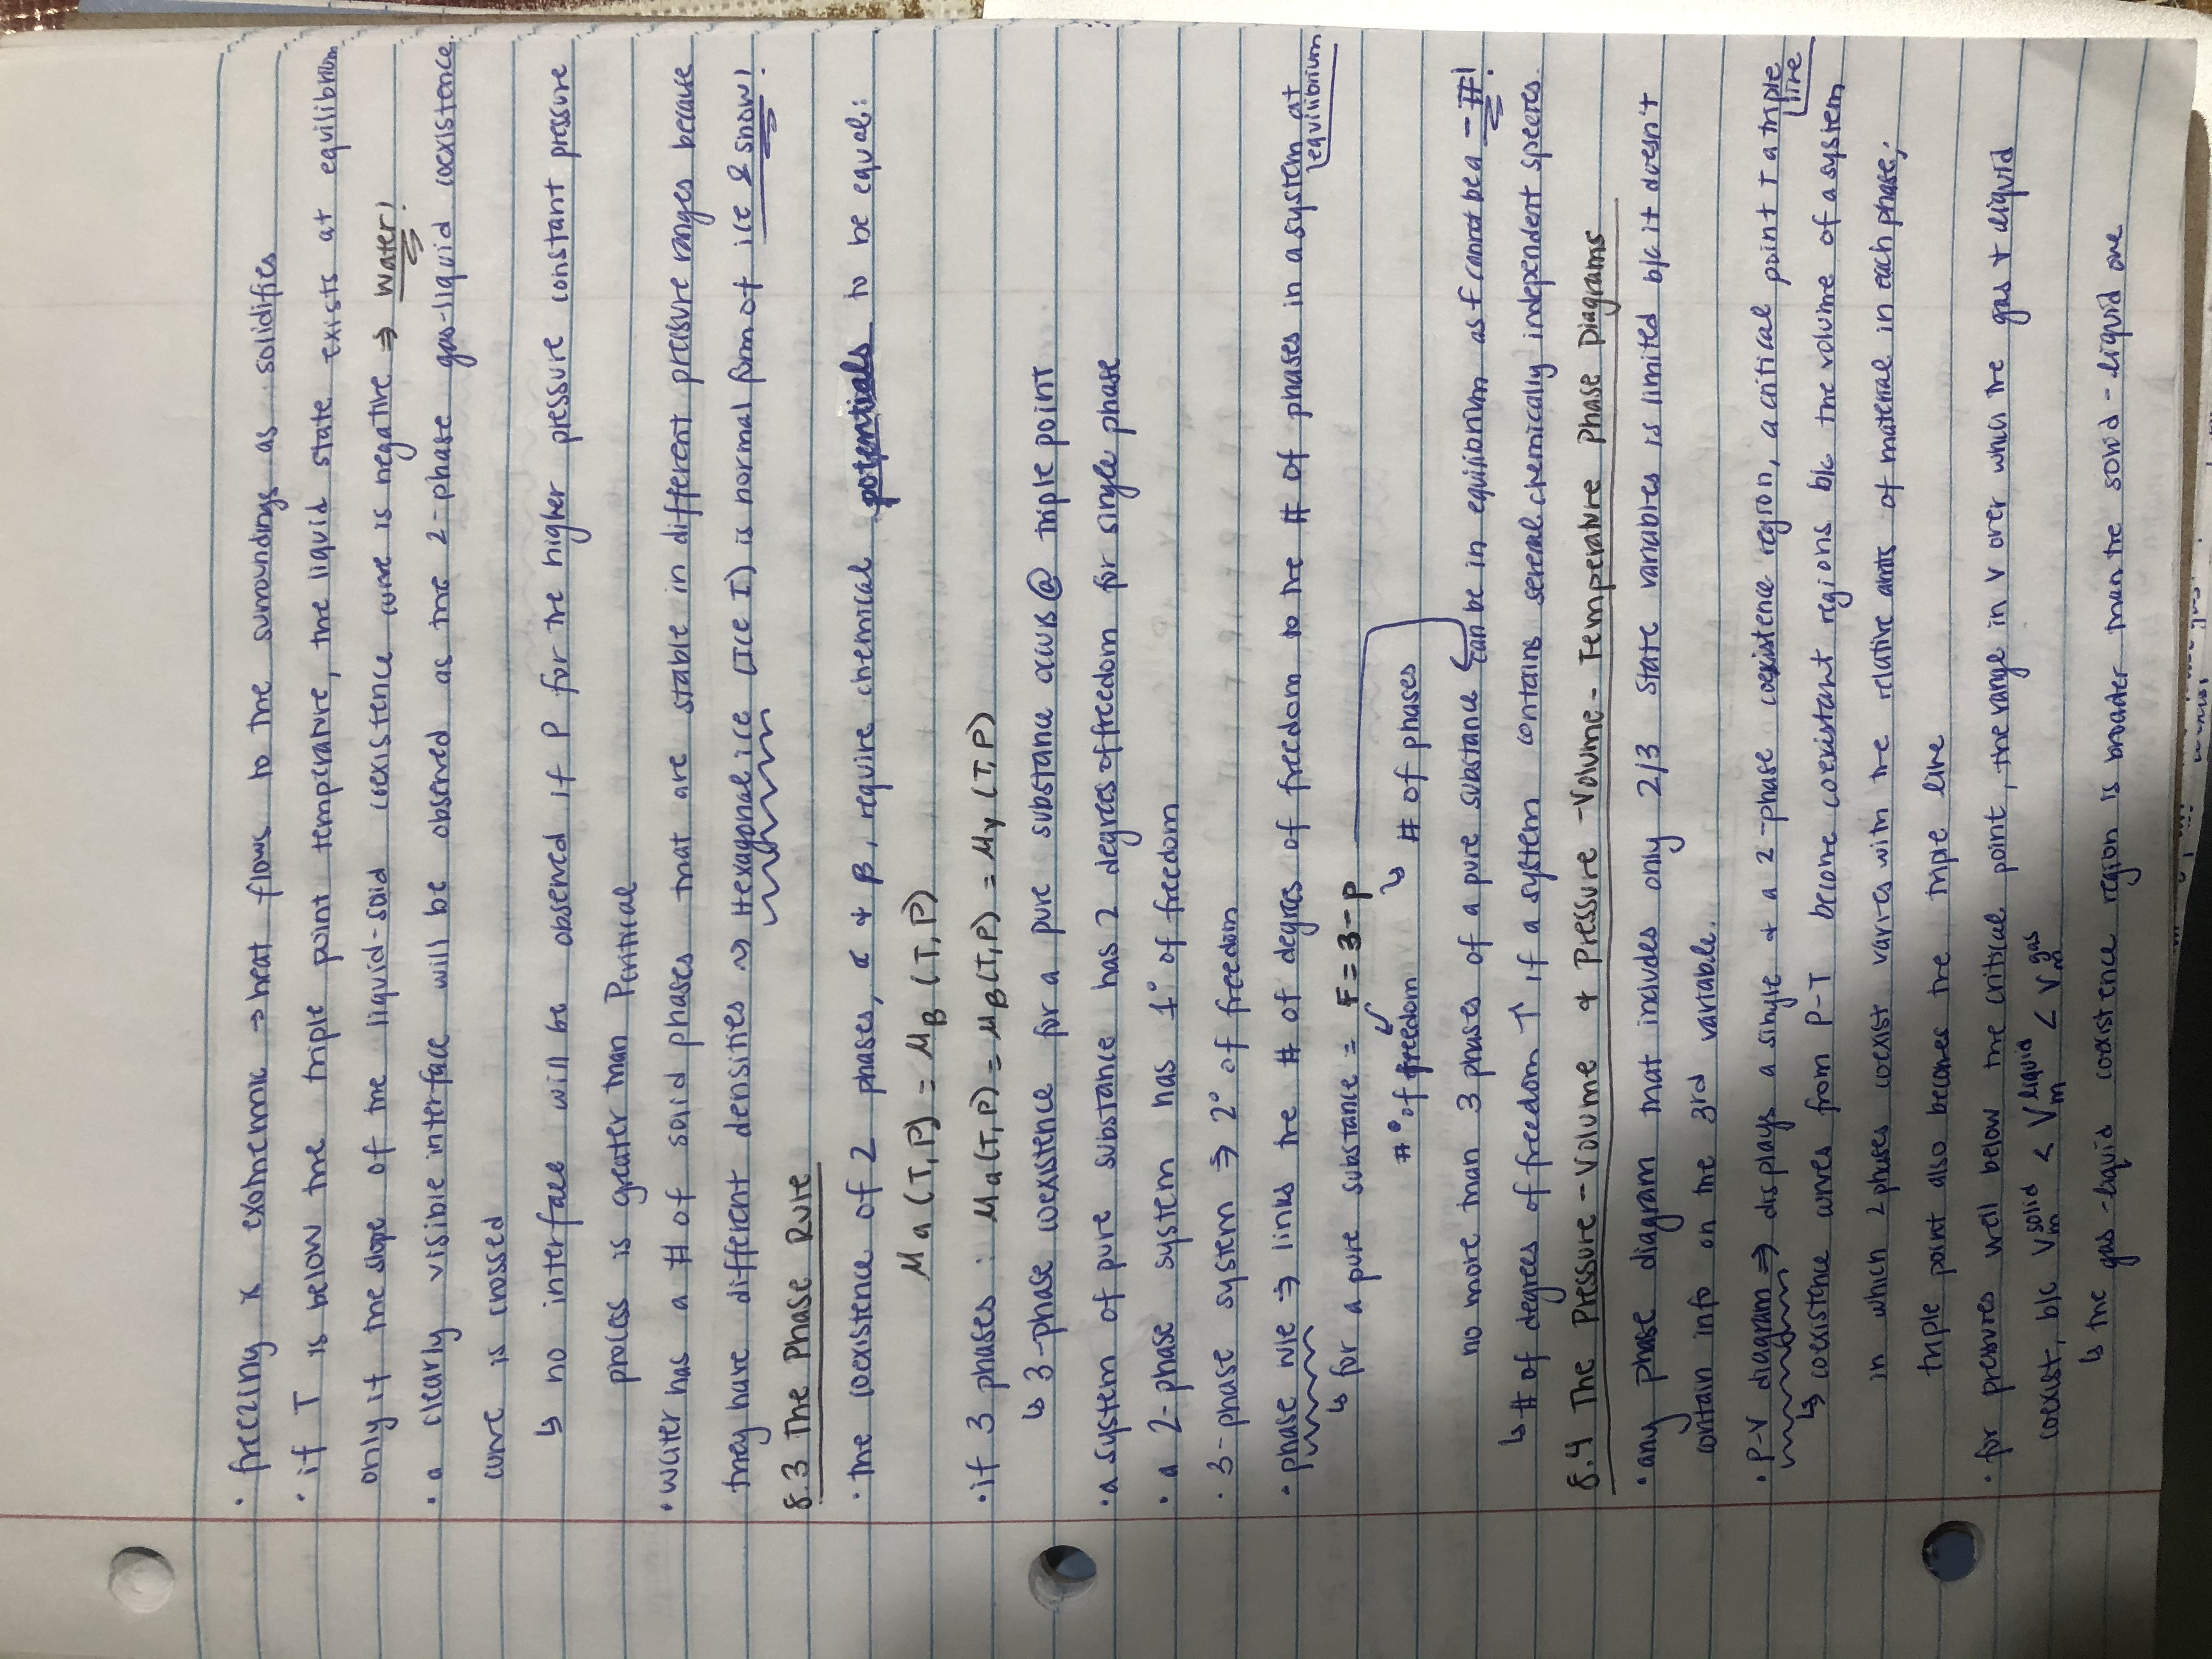 · freezing is exothermic → heat flows to the surroundings as solidifies
· if T is below the triple point temperature, the liquid state exists at equilibrium
only if the slope of the liquid-solid coexistence curve is negative ⇒ water!
· a clearly visible interface will be observed as the 2-phase gas-liquid coexistence
curve is crossed
↳ no interface will be observed if P for the higher pressure constant pressure
process is greater than Pcritical
· water has a # of solid phases that are stable in different pressure ranges because
they have different densities ⇝ Hexagonal ice (Ice I) is normal form of ice & snow!
8.3 The Phase Rule
· the coexistence of 2 phases, α + β, require chemical potentials to be equal:
μα (T,P) = μβ (T,P)
· if 3 phases : μα(T,P) = μβ(T,P) = μγ (T,P)
↳ 3-phase coexistence for a pure substance occurs @ triple point
· a system of pure substance has 2 degrees of freedom for single phase
· a 2-phase system has 1° of freedom
· 3-phase system ⇒ 2° of freedom
· phase rule ⇒ links the # of degrees of freedom to the # of phases in a system at
equilibrium
↳ for a pure substance = F = 3-p
#° of freedom ↳ # of phases
no more than 3 phases of a pure substance can be in equilibrium as F cannot be a - #!
↳ # of degrees of freedom ↑ if a system contains several chemically independent species.
8.4 The Pressure-Volume + Pressure-Volume-Temperature Phase Diagrams
· any phase diagram that includes only 2/3 state variables is limited b/c it doesn't
contain info on the 3rd variable.
· P-V diagram ⇒ displays a single + a 2-phase coexistence region, a critical point + a triple
line
↳ coexistence curves from P-T become coexistant regions b/c the volume of a system
in which 2 phases coexist varies with the relative amts of material in each phase;
triple point also becomes the triple line
· for pressures well below the critical point, the range in V over which the gas + liquid
coexist, b/c Vm^solid < Vm^liquid < Vm^gas
↳ the gas-liquid coexistence region is broader than the solid-liquid one